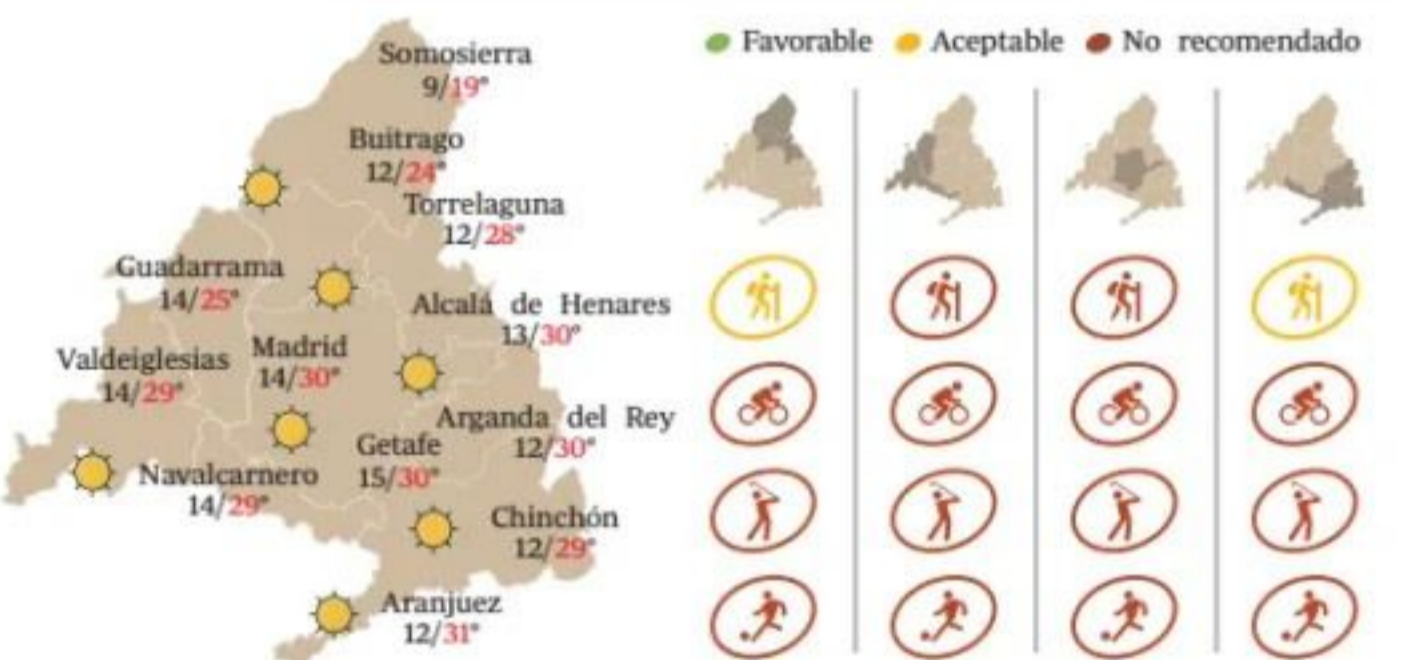 Somosierra
9/19°
Buitrago
12/24°
Torrelaguna
12/28°
Guadarrama
14/25°
Alcalá de Henares
13/30°
Valdeiglesias
14/29°
Madrid
14/30°
Arganda del Rey
12/30°
Getafe
15/30°
Navalcarnero
14/29°
Chinchón
12/29°
Aranjuez
12/31°
Favorable Aceptable No recomendado